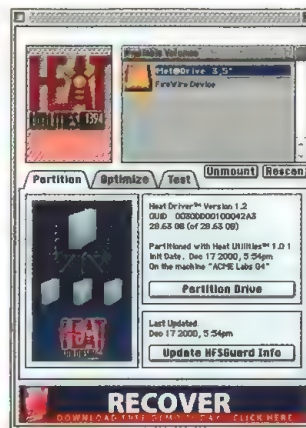 Available Volumes
Met@Drive 3,5"
FireWire Device
HEAT
UTILITIES 1394
Unmount
Rescan
Partition
Optimize
Test
Heat Driver™ Version 1.2
GUID 0030DD00100042A3
28.63 GB (of 28.63 GB)
Partitioned with Heat Utilities™ 1.0.1
Init Date. Dec 17 2000, 5:54pm
On the machine "ACME Labs G4"
Partition Drive
HEAT
Last Updated
Dec 17 2000, 5:54pm
Update HFSGuard Info
RECOVER
DOWNLOAD FREE DEMO TODAY CLICK HERE